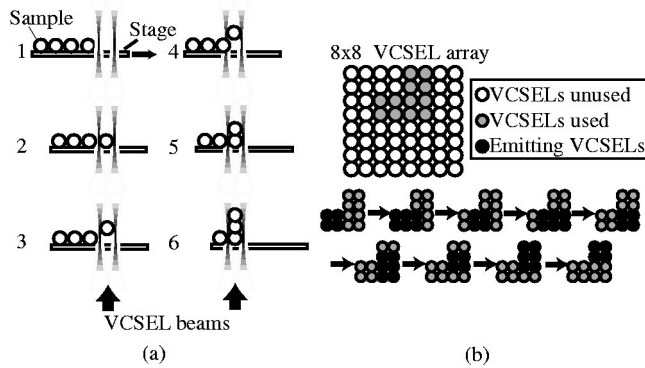 Sample
Stage
1
4
2
5
3
6
VCSEL beams
(a)
8x8 VCSEL array
VCSELs unused
VCSELs used
Emitting VCSELs
(b)